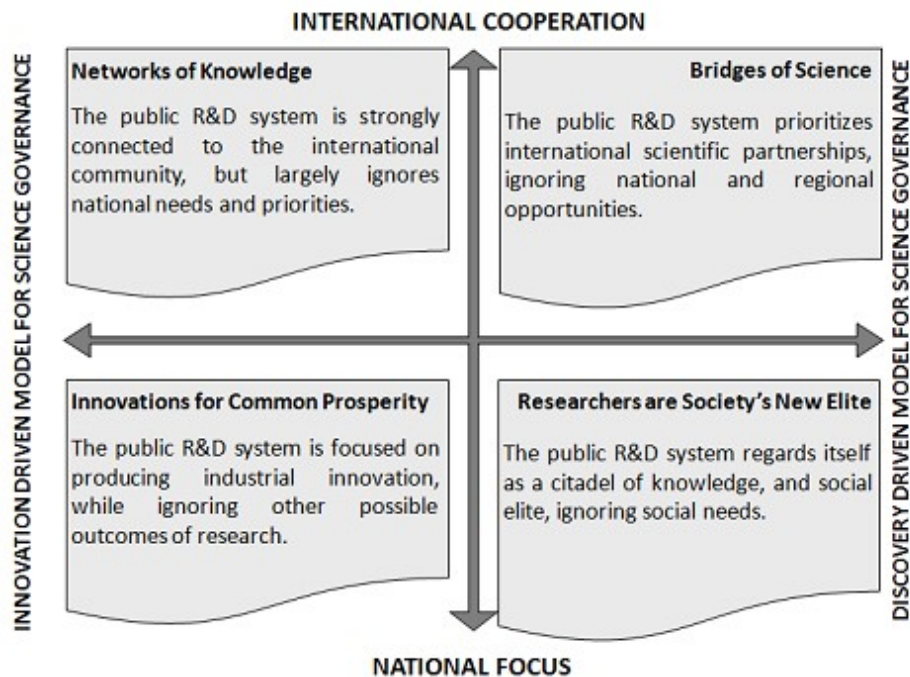 INTERNATIONAL COOPERATION
INNOVATION DRIVEN MODEL FOR SCIENCE GOVERNANCE
Networks of Knowledge
The public R&D system is strongly
connected to the international
community, but largely ignores
national needs and priorities.
Bridges of Science
The public R&D system prioritizes
international scientific partnerships,
ignoring national and regional
opportunities.
DISCOVERY DRIVEN MODEL FOR SCIENCE GOVERNANCE
Innovations for Common Prosperity
The public R&D system is focused on
producing industrial innovation,
while ignoring other possible
outcomes of research.
Researchers are Society's New Elite
The public R&D system regards itself
as a citadel of knowledge, and social
elite, ignoring social needs.
NATIONAL FOCUS